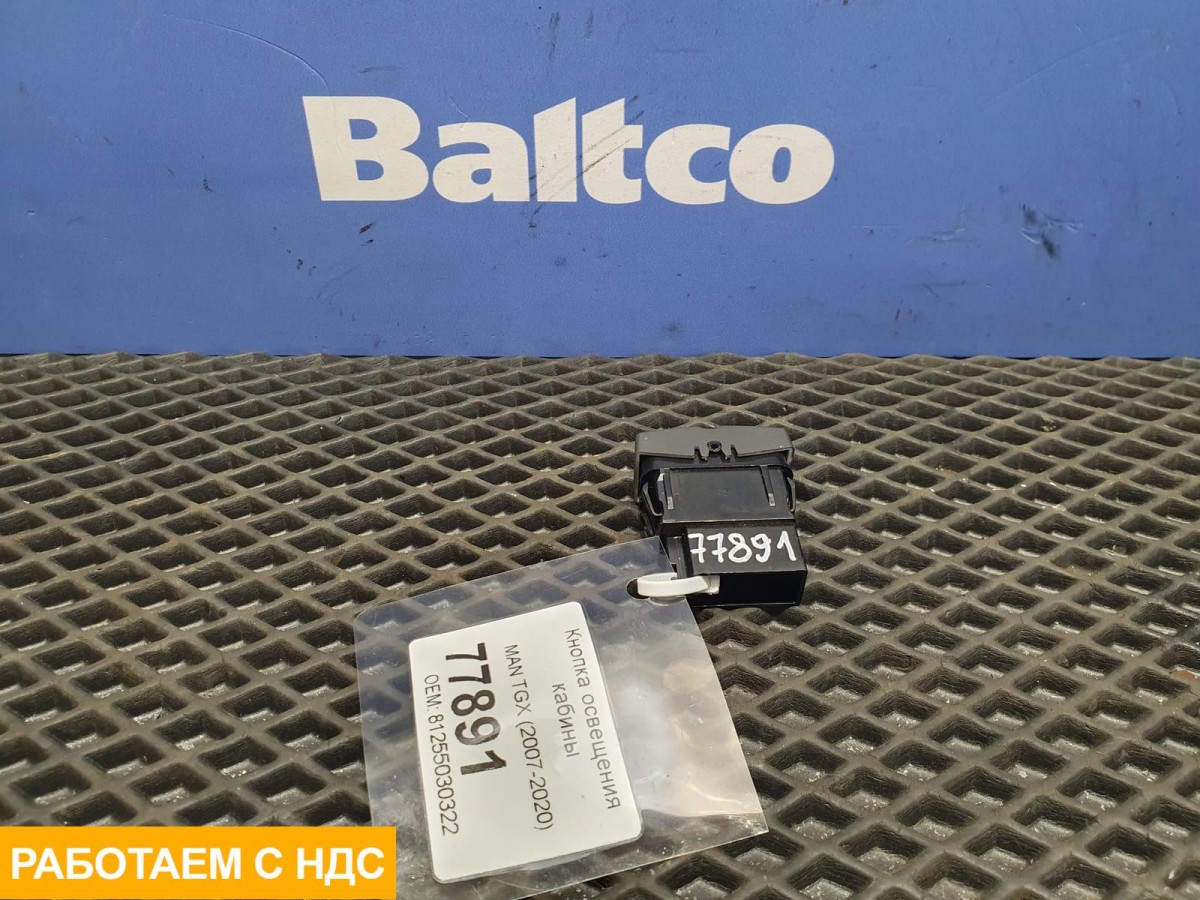 Baltco
77891
Кнопка освещения
кабины
MAN TGX (2007-2020)
77891
OEM: 81255030322
РАБОТАЕМ С НДС